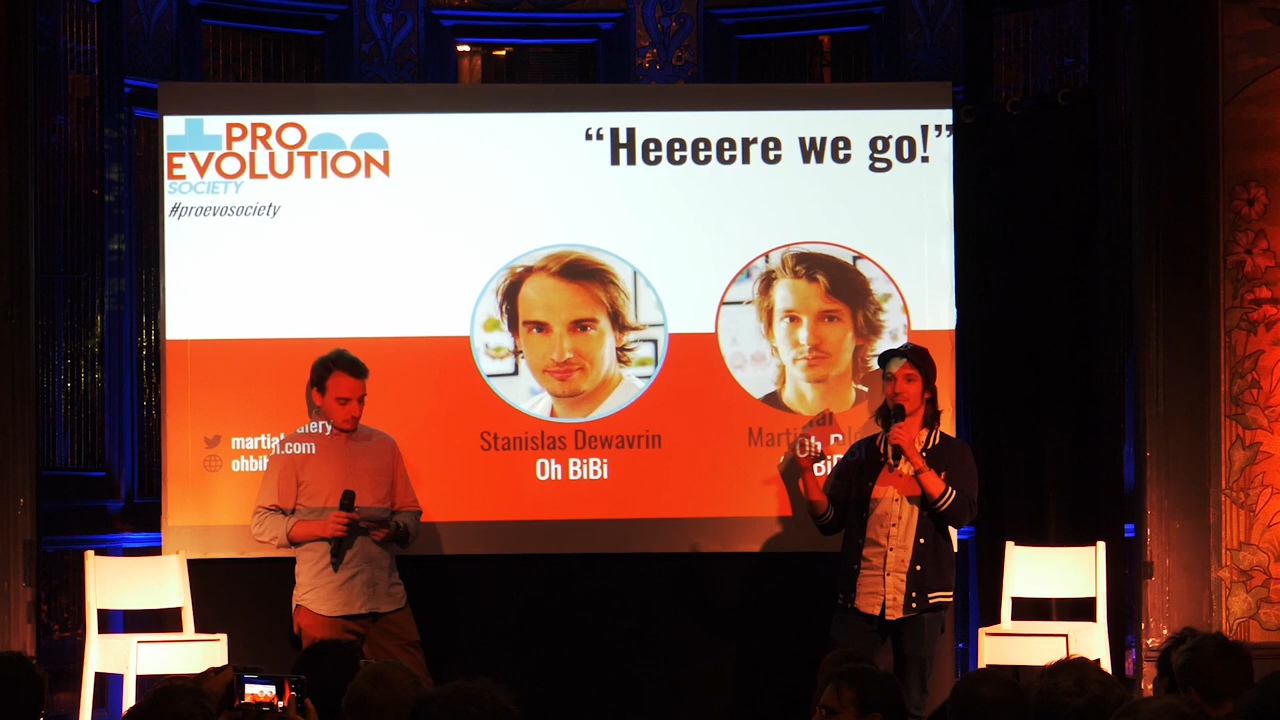 PRO
EVOLUTION
SOCIETY
#proevosociety
“Heeeere we go!”
Stanislas Dewavrin
Oh BiBi